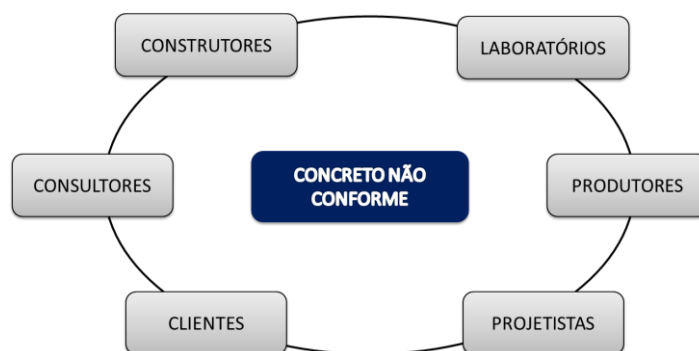 CONSTRUTORES
LABORATÓRIOS
CONSULTORES
CONCRETO NÃO
CONFORME
PRODUTORES
CLIENTES
PROJETISTAS